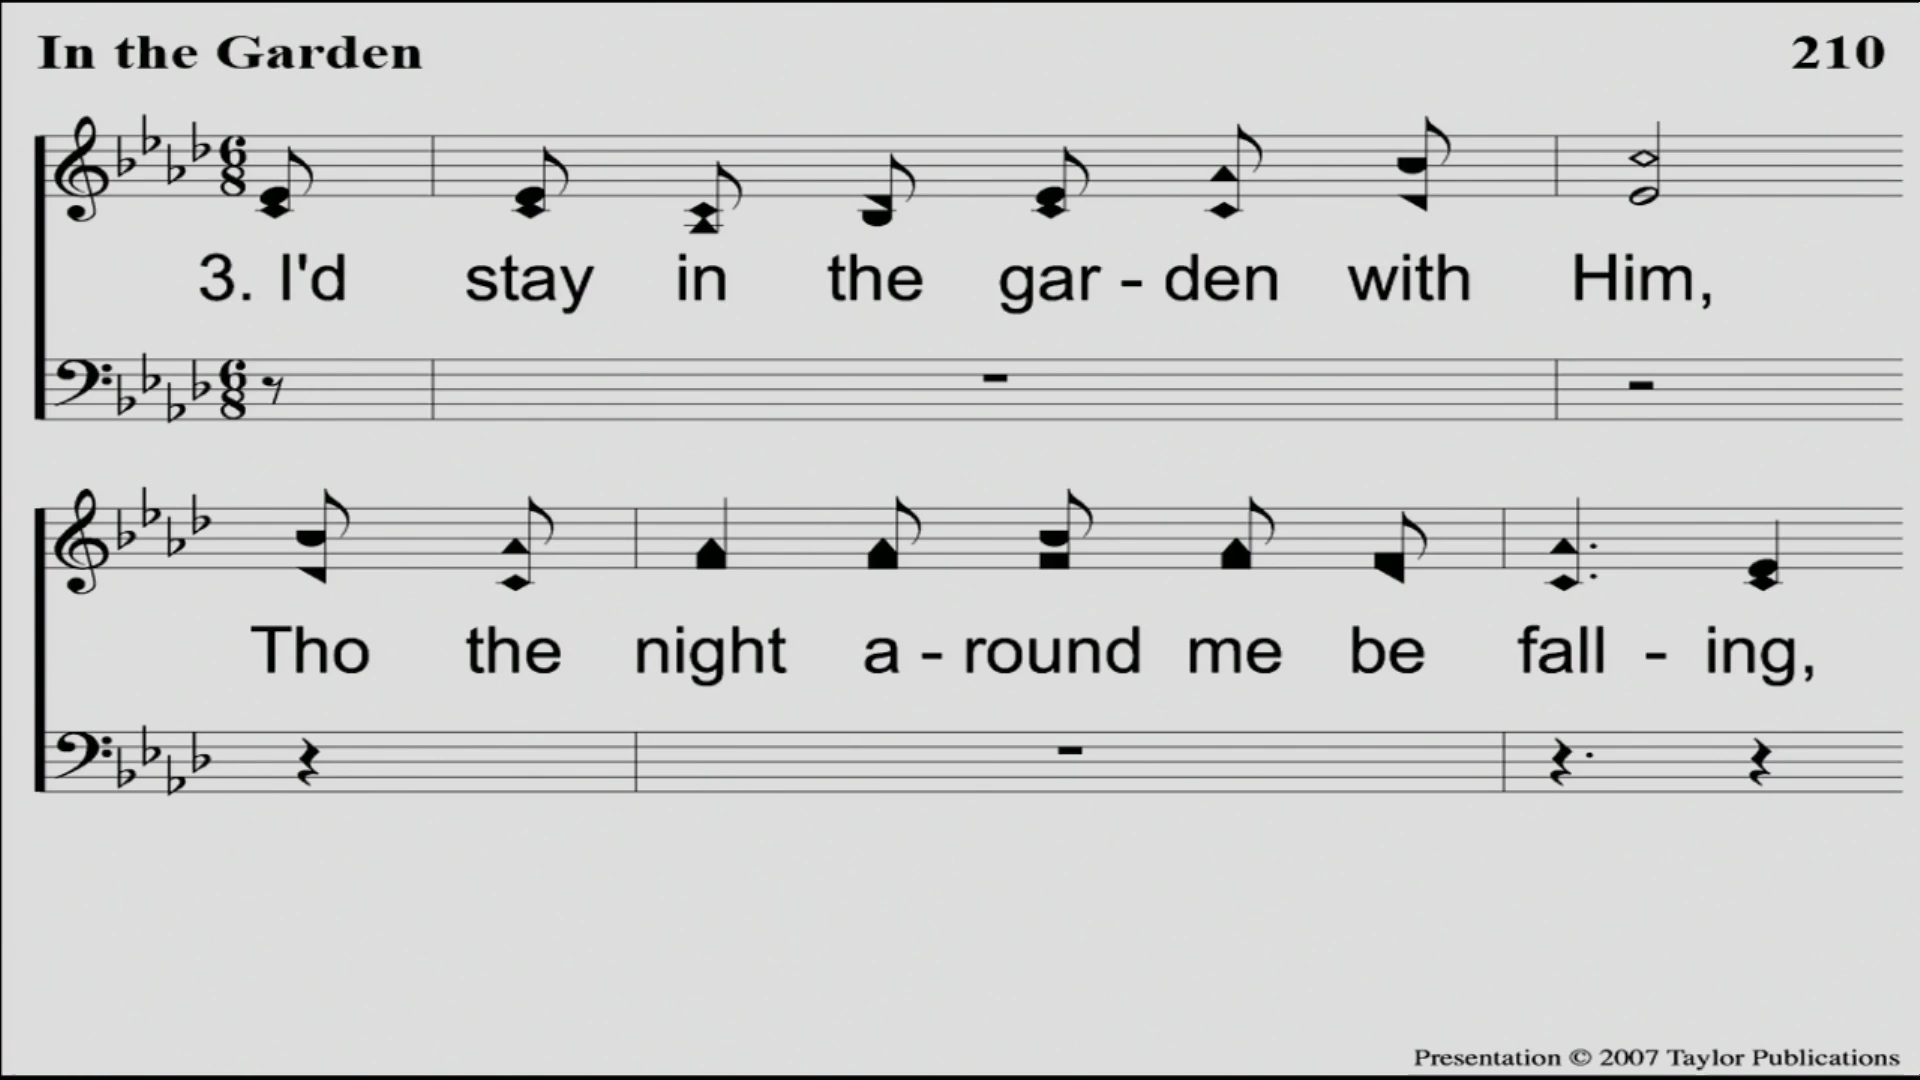 In the Garden 210
3. I'd stay in the gar - den with Him,
Tho the night a - round me be fall - ing,
Presentation © 2007 Taylor Publications